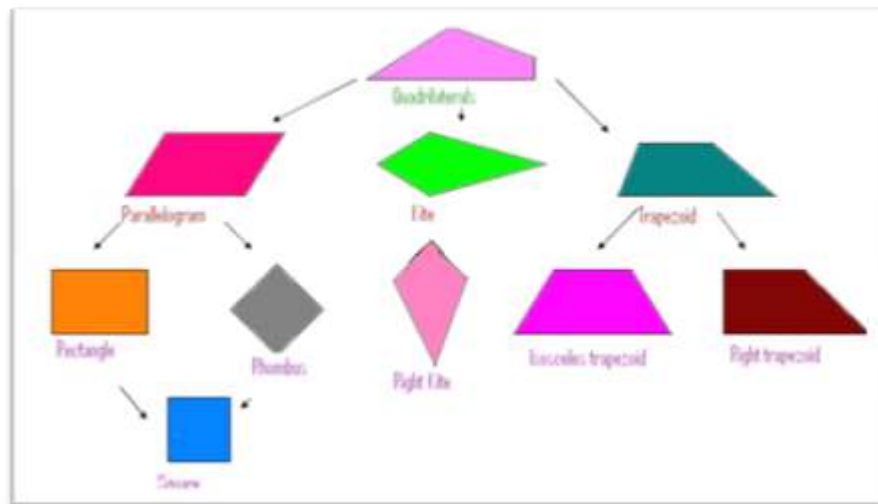 Quadrilaterals
Parallelogram
Kite
Trapezoid
Rectangle
Rhombus
Right Kite
Isosceles trapezoid
Right trapezoid
Square